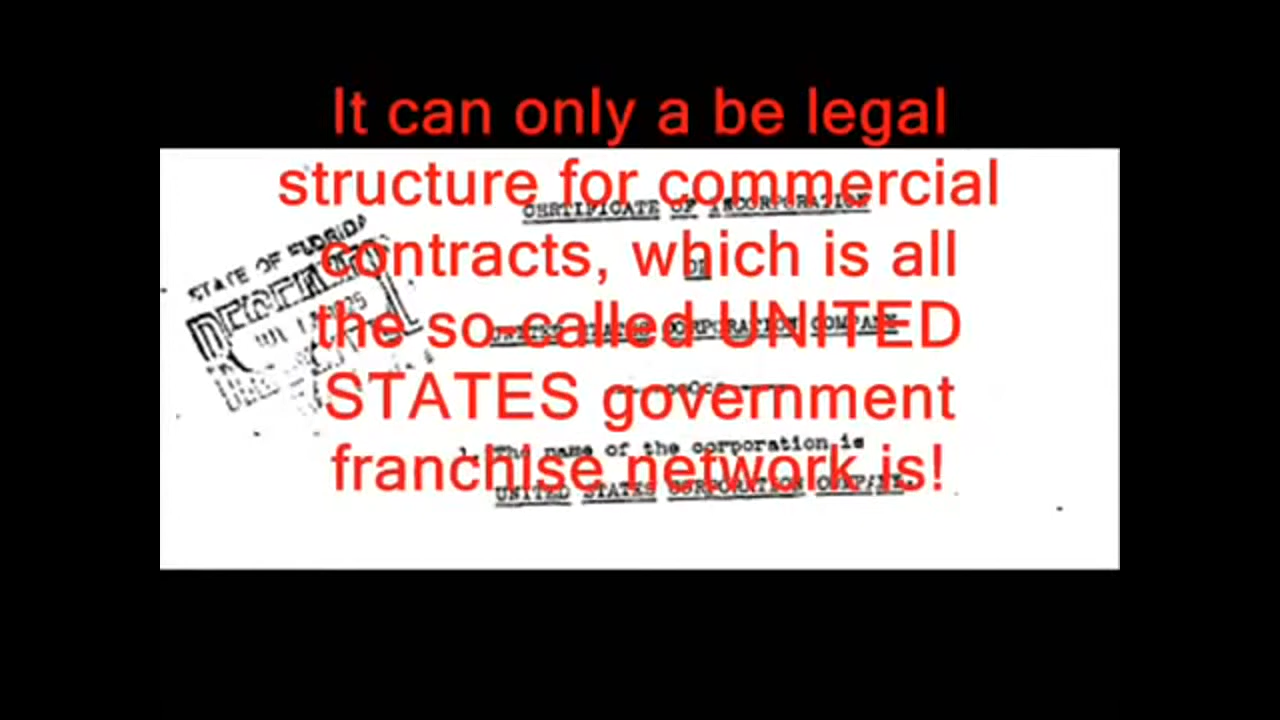 It can only a be legal
structure for commercial
CERTIFICATE OF INCORPORATION
STATE OF FLORIDA
contracts, which is all
OF
the so-called UNITED
UNITED STATES CORPORATION COMPANY
STATES government
1. The name of the corporation is
franchise network is!
UNITED STATES CORPORATION COMPANY.